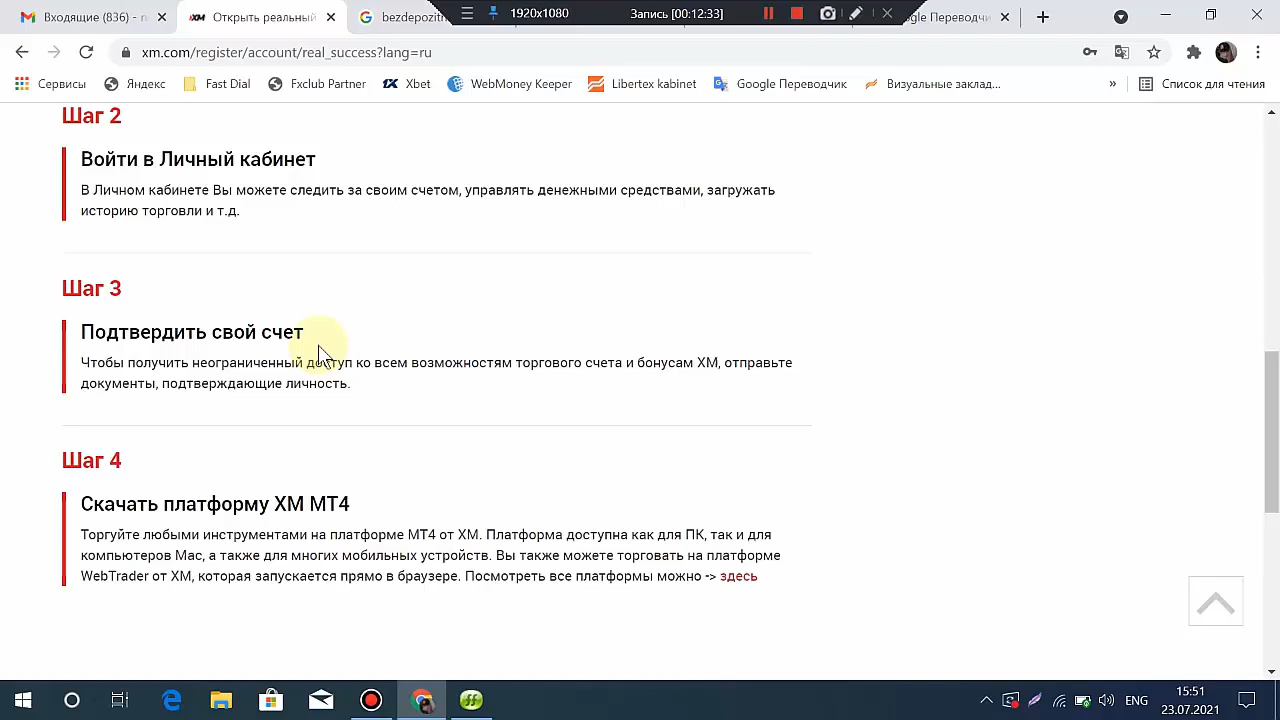 1920x1080
Запись [00:12:33]
Входящие (836) - n
XM
Открыть реальный
bezdepozitn
gle Переводчик
xm.com/register/account/real_success?lang=ru
Сервисы
Яндекс
Fast Dial
Fxclub Partner
Xbet
WebMoney Keeper
Libertex kabinet
Google Переводчик
Визуальные заклад...
»
Список для чтения
Шаг 2
Войти в Личный кабинет
В Личном кабинете Вы можете следить за своим счетом, управлять денежными средствами, загружать
историю торговли и т.д.
Шаг 3
Подтвердить свой счет
Чтобы получить неограниченный доступ ко всем возможностям торгового счета и бонусам XM, отправьте
документы, подтверждающие личность.
Шаг 4
Скачать платформу XM MT4
Торгуйте любыми инструментами на платформе MT4 от XM. Платформа доступна как для ПК, так и для
компьютеров Mac, а также для многих мобильных устройств. Вы также можете торговать на платформе
WebTrader от XM, которая запускается прямо в браузере. Посмотреть все платформы можно -> здесь
ENG
15:51
23.07.2021